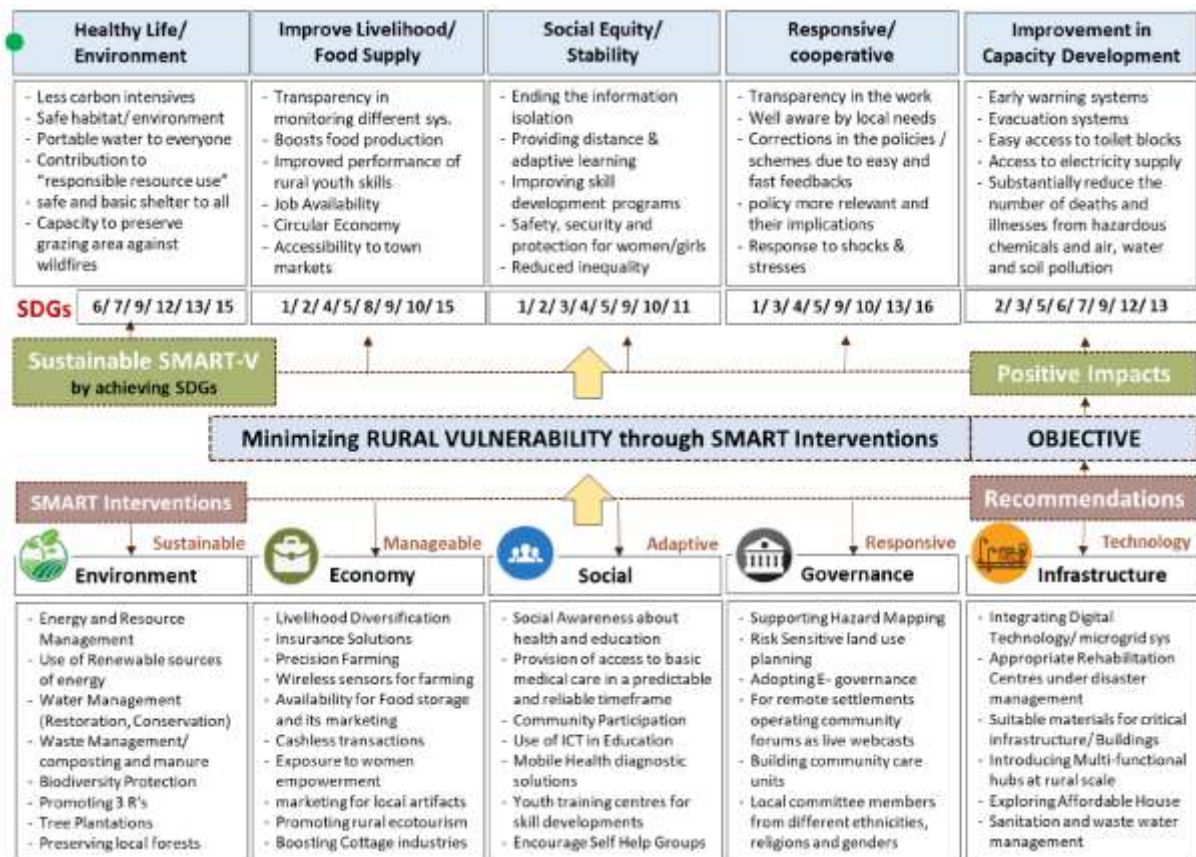 Healthy Life/
Environment
Improve Livelihood/
Food Supply
Social Equity/
Stability
Responsive/
cooperative
Improvement in
Capacity Development
- Less carbon intensives
- Safe habitat/ environment
- Portable water to everyone
- Contribution to
"responsible resource use"
- safe and basic shelter to all
- Capacity to preserve
grazing area against
wildfires
- Transparency in
monitoring different sys.
- Boosts food production
- Improved performance of
rural youth skills
- Job Availability
- Circular Economy
- Accessibility to town
markets
- Ending the information
isolation
- Providing distance &
adaptive learning
- Improving skill
development programs
- Safety, security and
protection for women/girls
- Reduced inequality
- Transparency in the work
- Well aware by local needs
- Corrections in the policies /
schemes due to easy and
fast feedbacks
- policy more relevant and
their implications
- Response to shocks &
stresses
- Early warning systems
- Evacuation systems
- Easy access to toilet blocks
- Access to electricity supply
- Substantially reduce the
number of deaths and
illnesses from hazardous
chemicals and air, water
and soil pollution
SDGs
6/ 7/ 9/ 12/ 13/ 15
1/ 2/ 4/ 5/ 8/ 9/ 10/ 15
1/ 2/ 3/ 4/ 5/ 9/ 10/ 11
1/ 3/ 4/ 5/ 9/ 10/ 13/ 16
2/ 3/ 5/ 6/ 7/ 9/ 12/ 13
Sustainable SMART-V
by achieving SDGs
Positive Impacts
Minimizing RURAL VULNERABILITY through SMART Interventions
OBJECTIVE
SMART Interventions
Recommendations
Sustainable
Environment
Manageable
Economy
Adaptive
Social
Responsive
Governance
Technology
Infrastructure
- Energy and Resource
Management
- Use of Renewable sources
of energy
- Water Management
(Restoration, Conservation)
- Waste Management/
composting and manure
- Biodiversity Protection
- Promoting 3 R's
- Tree Plantations
- Preserving local forests
- Livelihood Diversification
- Insurance Solutions
- Precision Farming
- Wireless sensors for farming
- Availability for Food storage
and its marketing
- Cashless transactions
- Exposure to women
empowerment
- marketing for local artifacts
- Promoting rural ecotourism
- Boosting Cottage industries
- Social Awareness about
health and education
- Provision of access to basic
medical care in a predictable
and reliable timeframe
- Community Participation
- Use of ICT in Education
- Mobile Health diagnostic
solutions
- Youth training centres for
skill developments
- Encourage Self Help Groups
- Supporting Hazard Mapping
- Risk Sensitive land use
planning
- Adopting E- governance
- For remote settlements
operating community
forums as live webcasts
- Building community care
units
- Local committee members
from different ethnicities,
religions and genders
- Integrating Digital
Technology/ microgrid sys
- Appropriate Rehabilitation
Centres under disaster
management
- Suitable materials for critical
infrastructure/ Buildings
- Introducing Multi-functional
hubs at rural scale
- Exploring Affordable House
- Sanitation and waste water
management